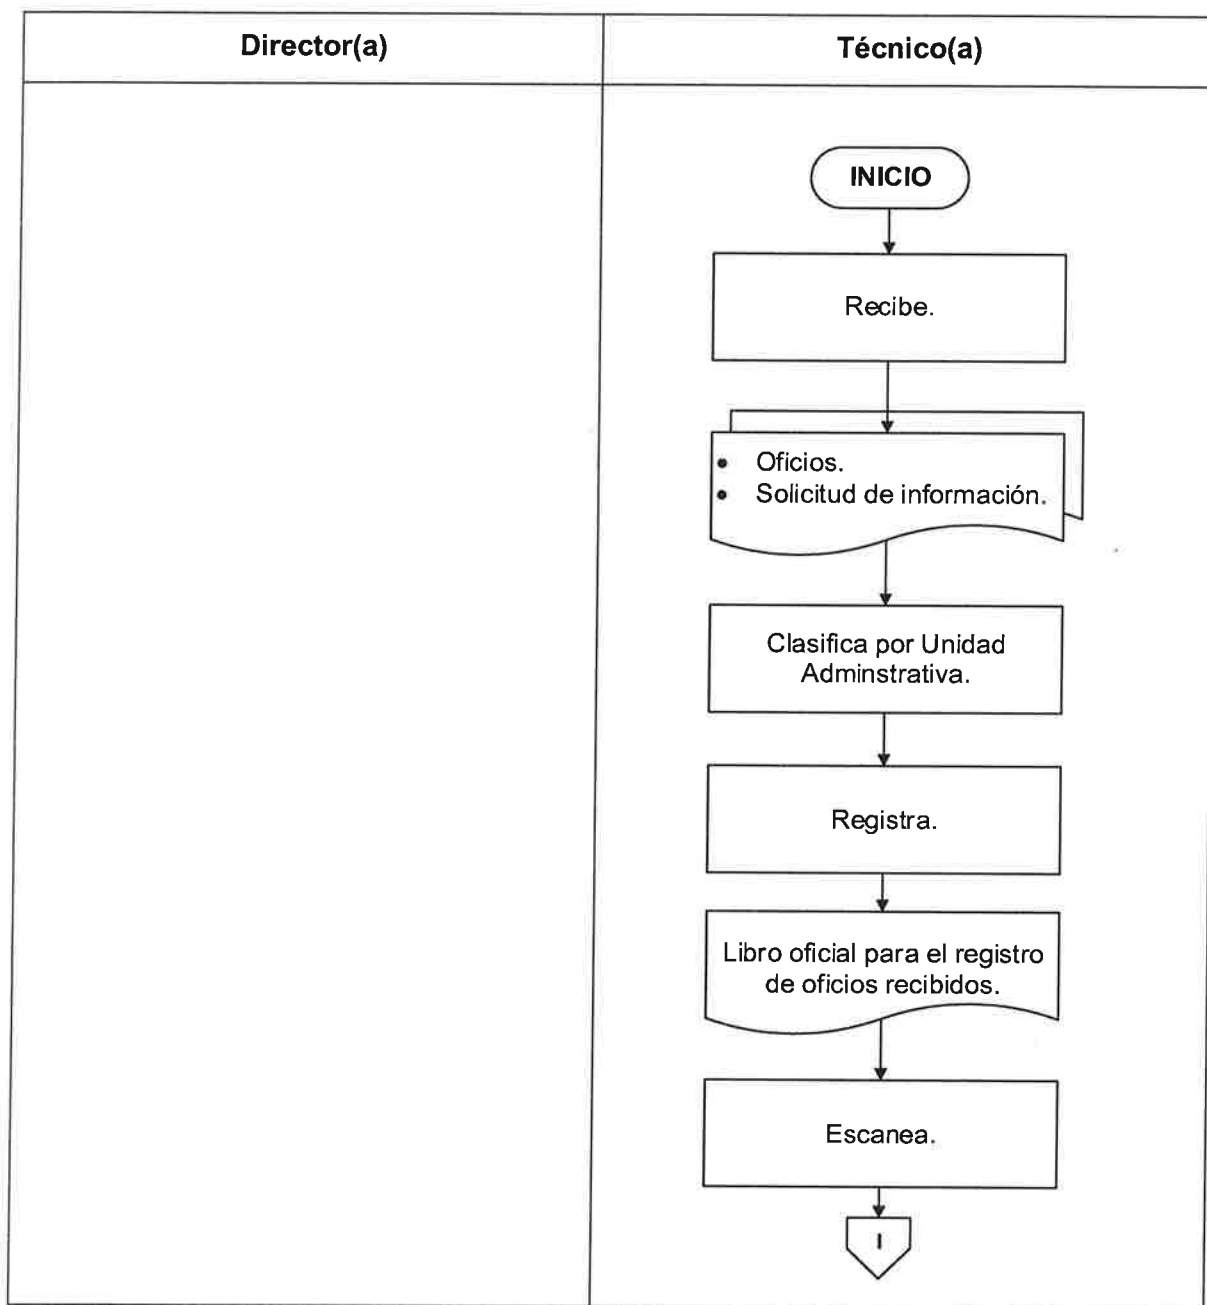 Director(a)
Técnico(a)
INICIO
Recibe.
• Oficios.
• Solicitud de información.
Clasifica por Unidad
Adminstrativa.
Registra.
Libro oficial para el registro
de oficios recibidos.
Escanea.
I